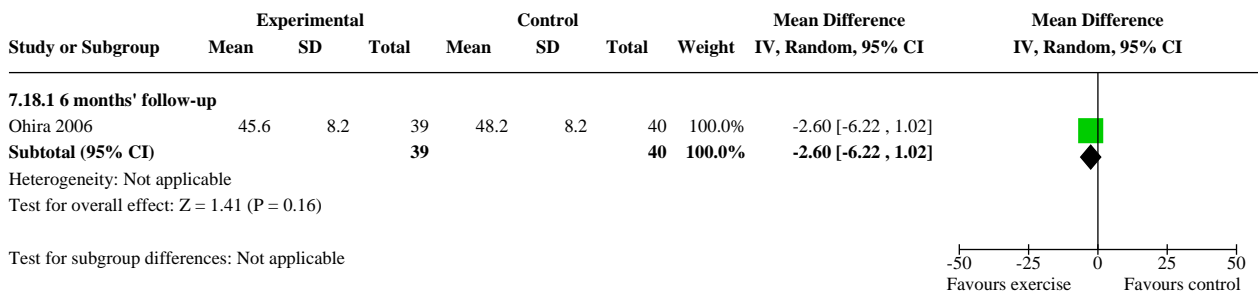 Experimental Control Mean Difference Mean Difference
Study or Subgroup Mean SD Total Mean SD Total Weight IV, Random, 95% CI IV, Random, 95% CI
7.18.1 6 months' follow-up
Ohira 2006 45.6 8.2 39 48.2 8.2 40 100.0% -2.60 [-6.22 , 1.02]
Subtotal (95% CI) 39 40 100.0% -2.60 [-6.22 , 1.02]
Heterogeneity: Not applicable
Test for overall effect: Z = 1.41 (P = 0.16)
Test for subgroup differences: Not applicable
-50 -25 0 25 50
Favours exercise Favours control